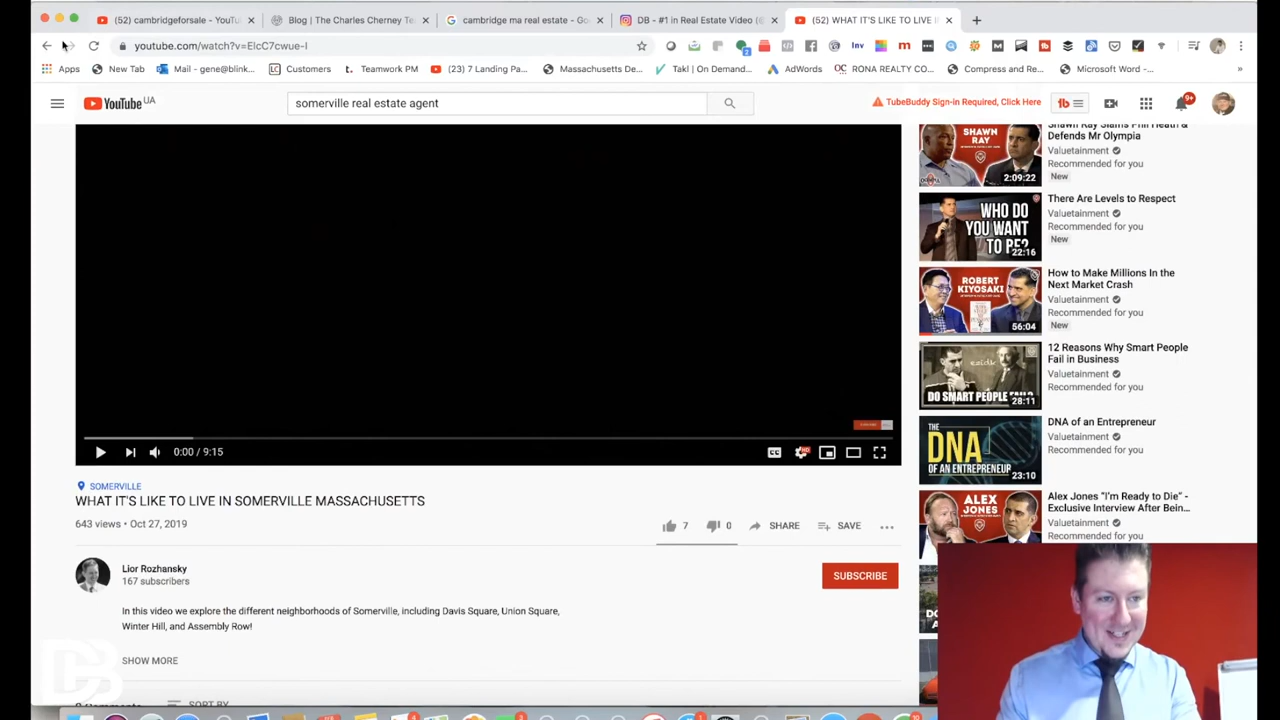 (52) cambridgeforsale - YouTu
Blog | The Charles Cherney Te
cambridge ma real estate - Go
DB - #1 in Real Estate Video (
(52) WHAT IT'S LIKE TO LIVE I
youtube.com/watch?v=ElcC7cwue-I
Inv
Apps
New Tab
Mail - gene@blink...
Customers
Teamwork PM
(23) 7 Landing Pa...
Massachusetts De...
Takl | On Demand...
AdWords
RONA REALTY CO...
Compress and Re...
Microsoft Word -...
YouTube UA
somerville real estate agent
TubeBuddy Sign-in Required, Click Here
9+
Defends Mr Olympia
Valuetainment
Recommended for you
New
SHAWN
RAY
2:09:22
There Are Levels to Respect
Valuetainment
Recommended for you
New
WHO DO
YOU WANT
TO BE?
22:16
How to Make Millions In the
Next Market Crash
Valuetainment
Recommended for you
New
ROBERT
KIYOSAKI
56:04
12 Reasons Why Smart People
Fail in Business
Valuetainment
Recommended for you
DO SMART PEOPLE FAIL?
28:11
DNA of an Entrepreneur
Valuetainment
Recommended for you
THE
DNA
OF AN ENTREPRENEUR
23:10
Alex Jones "I'm Ready to Die" -
Exclusive Interview After Bein...
Valuetainment
Recommended for you
ALEX
JONES
0:00 / 9:15
SOMERVILLE
WHAT IT'S LIKE TO LIVE IN SOMERVILLE MASSACHUSETTS
643 views • Oct 27, 2019
7
0
SHARE
SAVE
Lior Rozhansky
167 subscribers
SUBSCRIBE
In this video we explore the different neighborhoods of Somerville, including Davis Square, Union Square,
Winter Hill, and Assembly Row!
SHOW MORE
SORT BY
DB